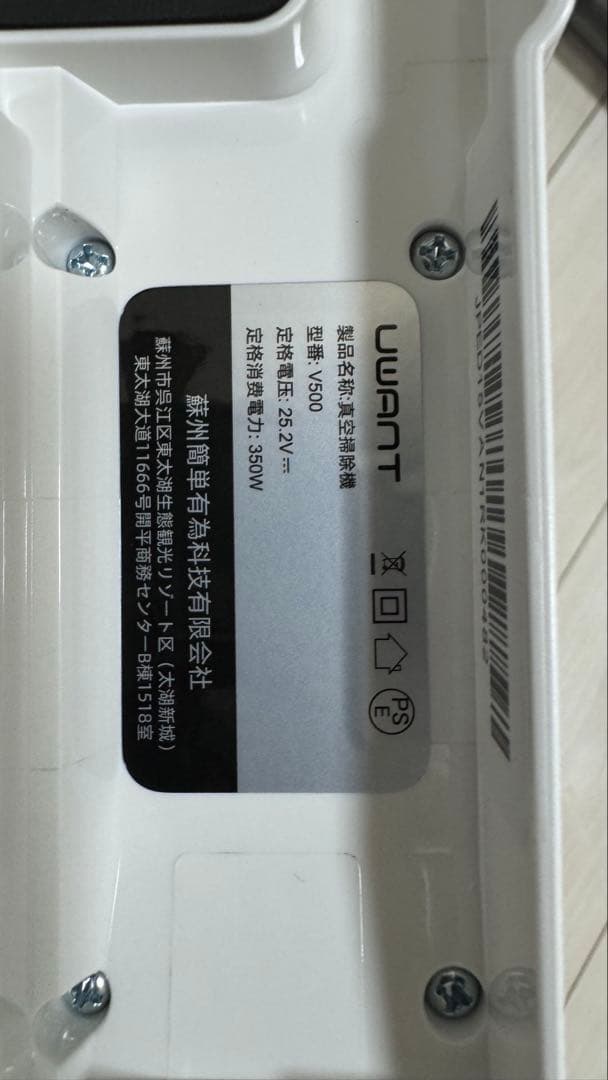 UWANT
製品名称:真空掃除機
型番: V500
定格電圧: 25.2V⎓
定格消费電力: 350W
PS
E
蘇州簡単有為科技有限会社
蘇州市呉江区東太湖生態観光リゾート区（太湖新城）
東太湖大道11666号開平商務センターB棟1518室